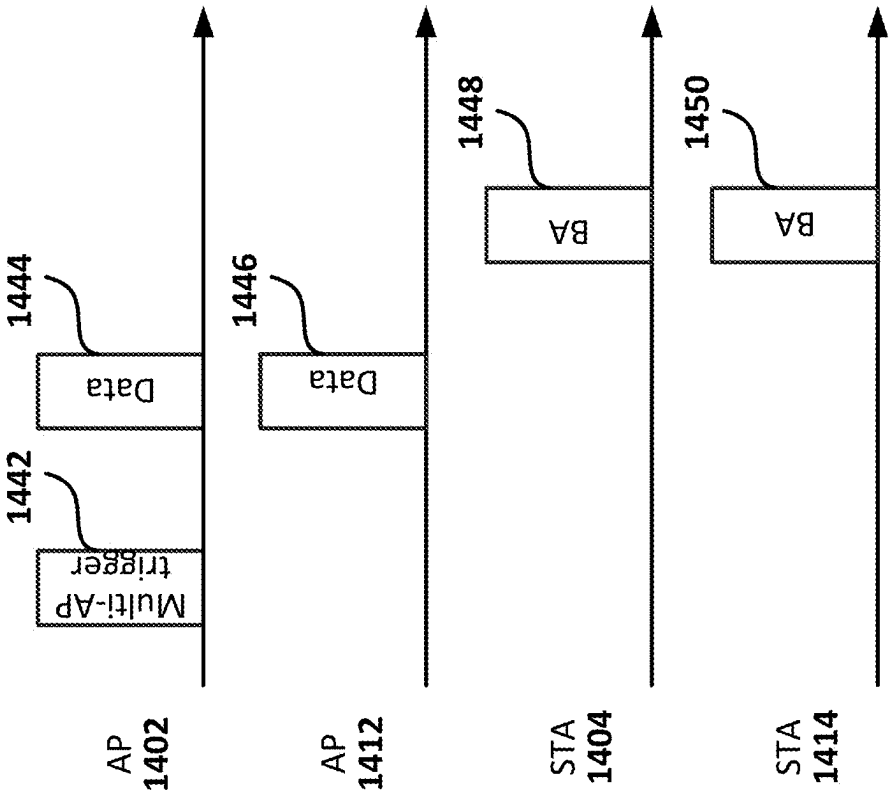 AP
1402
Multi-AP
trigger
1442
Data
1444
AP
1412
Data
1446
STA
1404
BA
1448
STA
1414
BA
1450